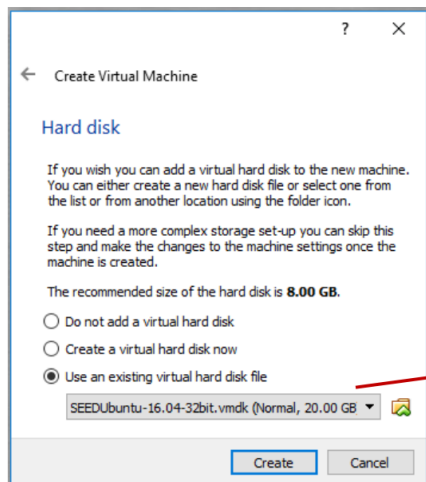 ?
Create Virtual Machine
Hard disk
If you wish you can add a virtual hard disk to the new machine.
You can either create a new hard disk file or select one from
the list or from another location using the folder icon.
If you need a more complex storage set-up you can skip this
step and make the changes to the machine settings once the
machine is created.
The recommended size of the hard disk is 8.00 GB.
Do not add a virtual hard disk
Create a virtual hard disk now
Use an existing virtual hard disk file
SEEDUbuntu-16.04-32bit.vmdk (Normal, 20.00 GB
Create Cancel